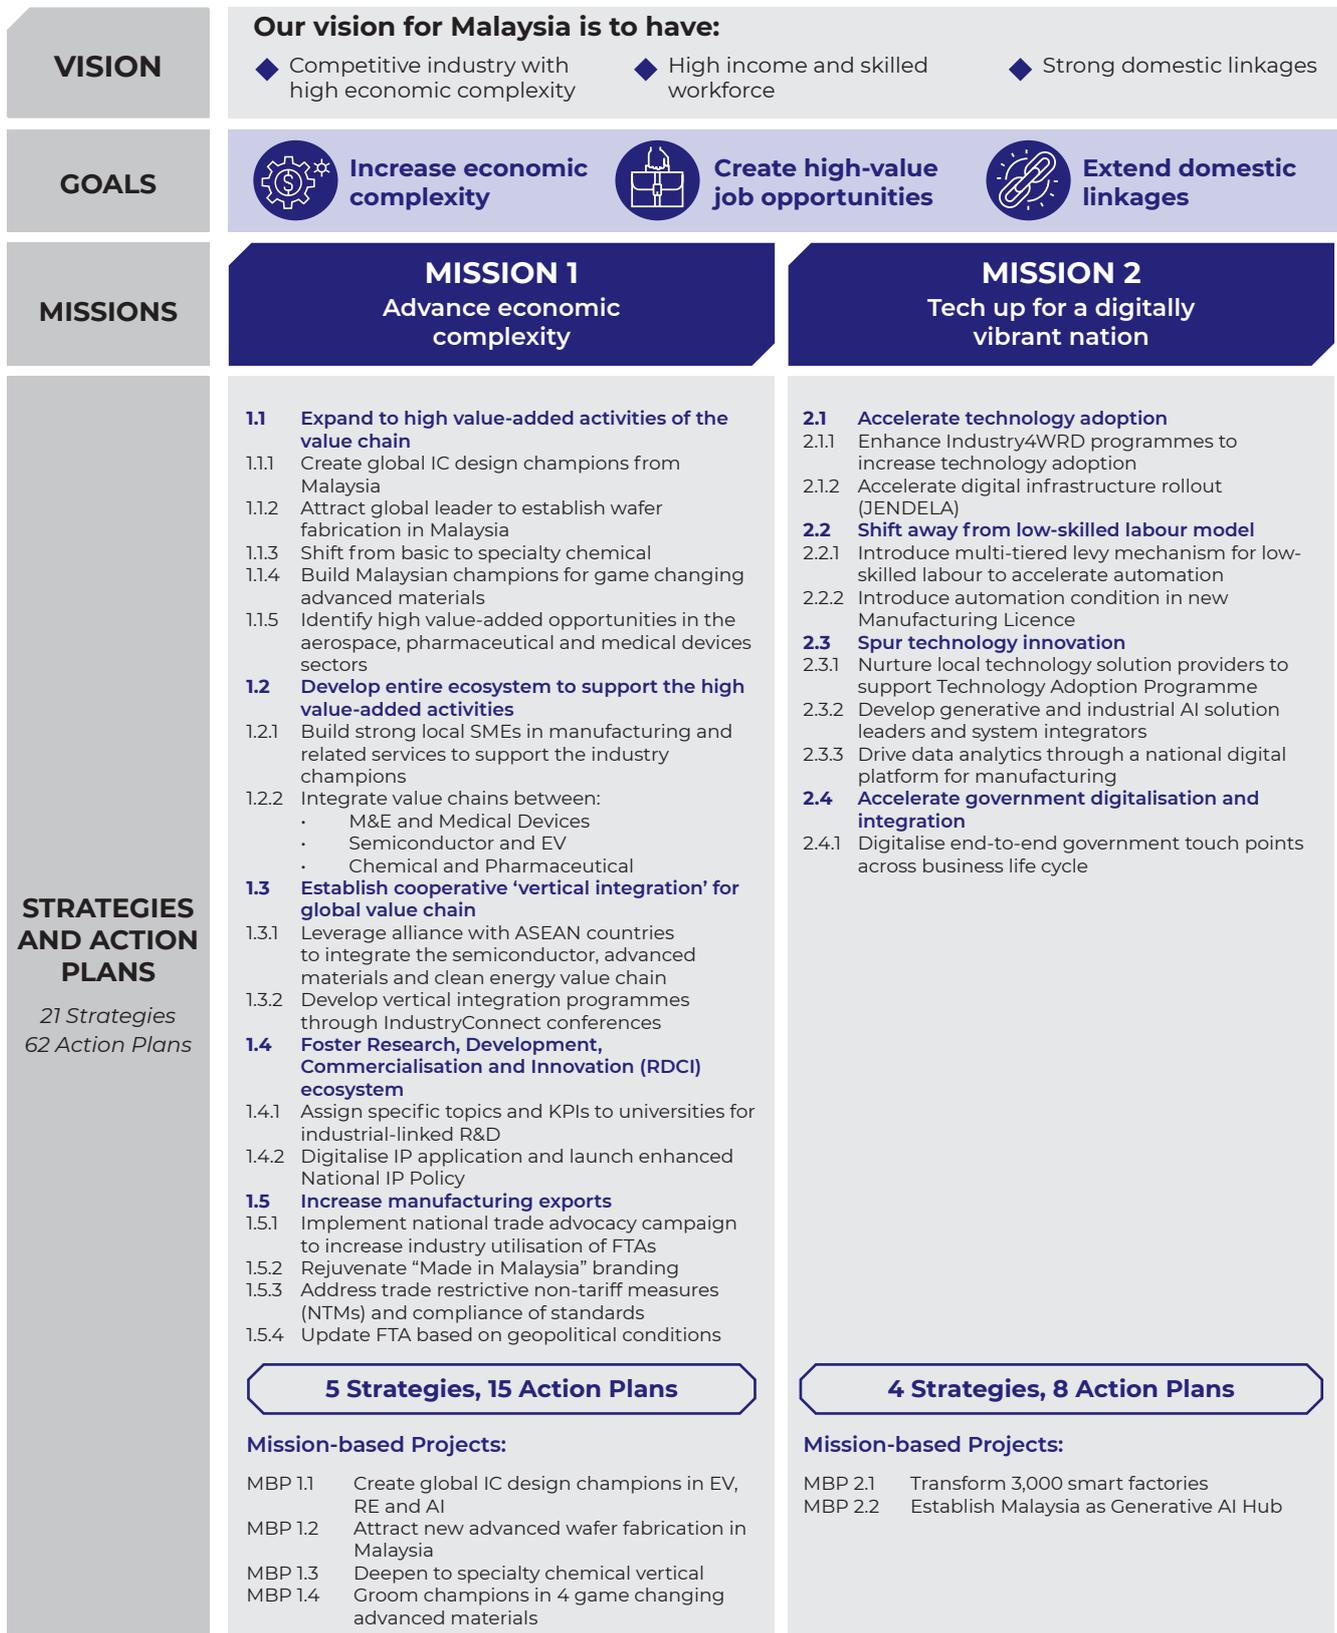 VISION
Our vision for Malaysia is to have:
Competitive industry with
high economic complexity
High income and skilled
workforce
Strong domestic linkages
GOALS
Increase economic
complexity
Create high-value
job opportunities
Extend domestic
linkages
MISSIONS
MISSION 1
Advance economic
complexity
MISSION 2
Tech up for a digitally
vibrant nation
STRATEGIES
AND ACTION
PLANS
21 Strategies
62 Action Plans
1.1 Expand to high value-added activities of the
value chain
1.1.1 Create global IC design champions from
Malaysia
1.1.2 Attract global leader to establish wafer
fabrication in Malaysia
1.1.3 Shift from basic to specialty chemical
1.1.4 Build Malaysian champions for game changing
advanced materials
1.1.5 Identify high value-added opportunities in the
aerospace, pharmaceutical and medical devices
sectors
1.2 Develop entire ecosystem to support the high
value-added activities
1.2.1 Build strong local SMEs in manufacturing and
related services to support the industry
champions
1.2.2 Integrate value chains between:
• M&E and Medical Devices
• Semiconductor and EV
• Chemical and Pharmaceutical
1.3 Establish cooperative ‘vertical integration’ for
global value chain
1.3.1 Leverage alliance with ASEAN countries
to integrate the semiconductor, advanced
materials and clean energy value chain
1.3.2 Develop vertical integration programmes
through IndustryConnect conferences
1.4 Foster Research, Development,
Commercialisation and Innovation (RDCI)
ecosystem
1.4.1 Assign specific topics and KPIs to universities for
industrial-linked R&D
1.4.2 Digitalise IP application and launch enhanced
National IP Policy
1.5 Increase manufacturing exports
1.5.1 Implement national trade advocacy campaign
to increase industry utilisation of FTAs
1.5.2 Rejuvenate “Made in Malaysia” branding
1.5.3 Address trade restrictive non-tariff measures
(NTMs) and compliance of standards
1.5.4 Update FTA based on geopolitical conditions
5 Strategies, 15 Action Plans
Mission-based Projects:
MBP 1.1 Create global IC design champions in EV,
RE and AI
MBP 1.2 Attract new advanced wafer fabrication in
Malaysia
MBP 1.3 Deepen to specialty chemical vertical
MBP 1.4 Groom champions in 4 game changing
advanced materials
2.1 Accelerate technology adoption
2.1.1 Enhance Industry4WRD programmes to
increase technology adoption
2.1.2 Accelerate digital infrastructure rollout
(JENDELA)
2.2 Shift away from low-skilled labour model
2.2.1 Introduce multi-tiered levy mechanism for low-
skilled labour to accelerate automation
2.2.2 Introduce automation condition in new
Manufacturing Licence
2.3 Spur technology innovation
2.3.1 Nurture local technology solution providers to
support Technology Adoption Programme
2.3.2 Develop generative and industrial AI solution
leaders and system integrators
2.3.3 Drive data analytics through a national digital
platform for manufacturing
2.4 Accelerate government digitalisation and
integration
2.4.1 Digitalise end-to-end government touch points
across business life cycle
4 Strategies, 8 Action Plans
Mission-based Projects:
MBP 2.1 Transform 3,000 smart factories
MBP 2.2 Establish Malaysia as Generative AI Hub